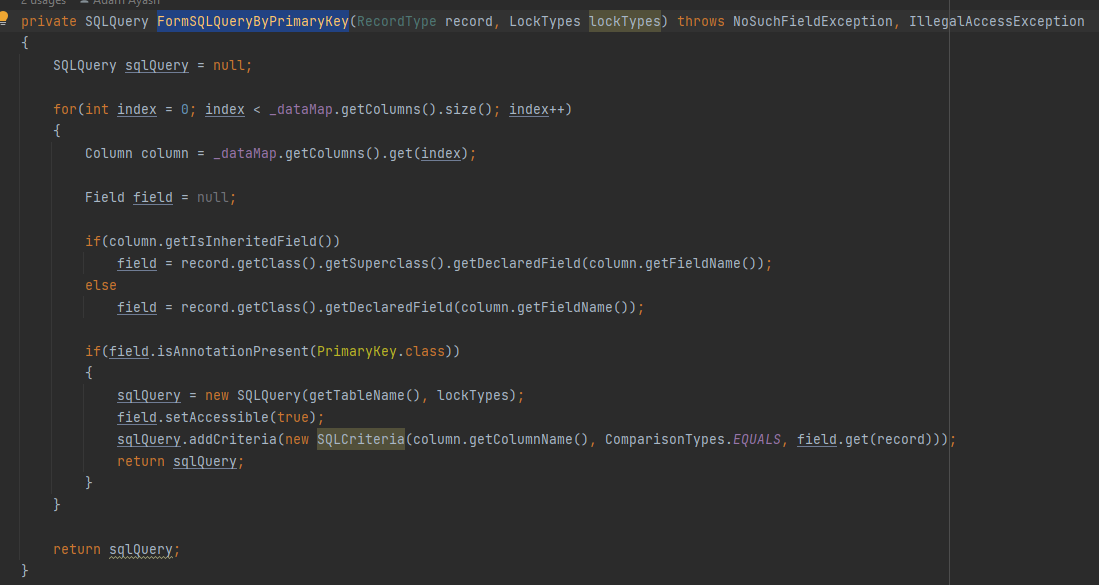 2 usages Adam Ayash
private SQLQuery FormSQLQueryByPrimaryKey(RecordType record, LockTypes lockTypes) throws NoSuchFieldException, IllegalAccessException
{
SQLQuery sqlQuery = null;
for(int index = 0; index < _dataMap.getColumns().size(); index++)
{
Column column = _dataMap.getColumns().get(index);
Field field = null;
if(column.getIsInheritedField())
field = record.getClass().getSuperclass().getDeclaredField(column.getFieldName());
else
field = record.getClass().getDeclaredField(column.getFieldName());
if(field.isAnnotationPresent(PrimaryKey.class))
{
sqlQuery = new SQLQuery(getTableName(), lockTypes);
field.setAccessible(true);
sqlQuery.addCriteria(new SQLCriteria(column.getColumnName(), ComparisonTypes.EQUALS, field.get(record)));
return sqlQuery;
}
}
return sqlQuery;
}